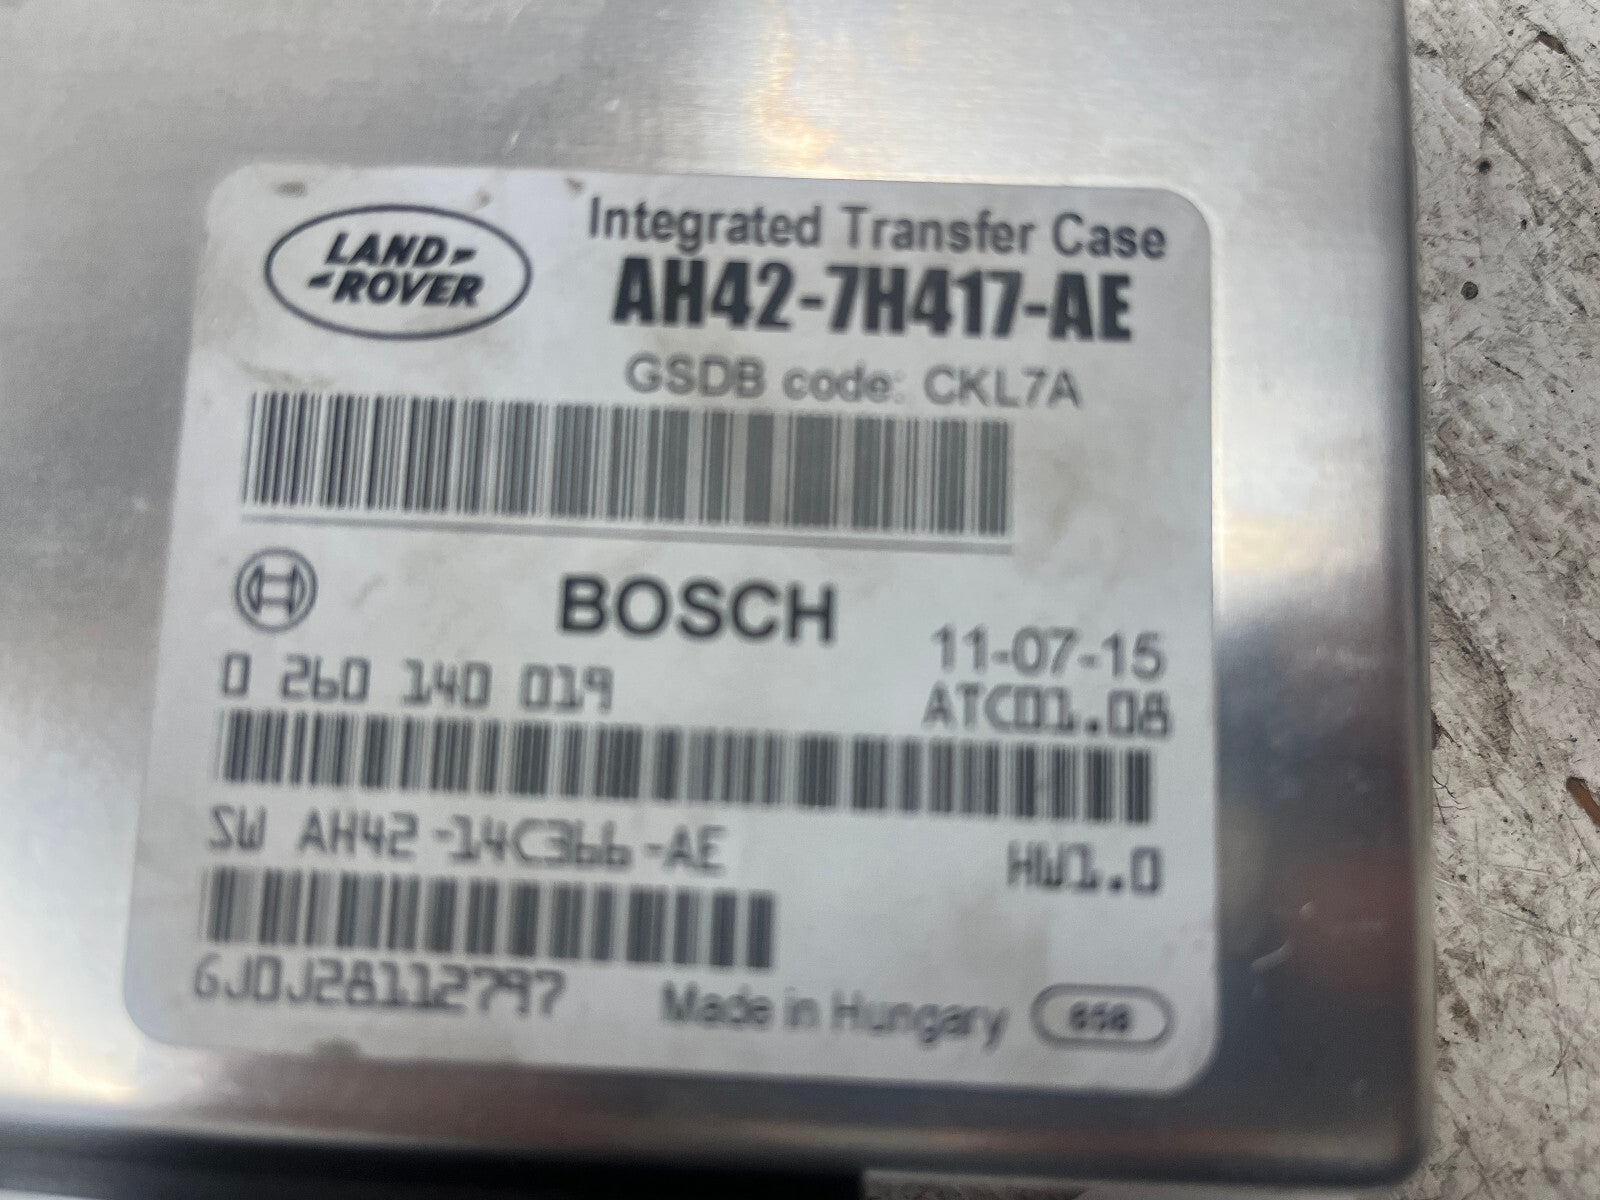 LAND-
-ROVER
Integrated Transfer Case
AH42-7H417-AE
GSDB code: CKL7A
BOSCH
11-07-15
0 260 140 019
ATC01.08
SW AH42-14C366-AE
HW1.0
GJDJ28112797
Made in Hungary